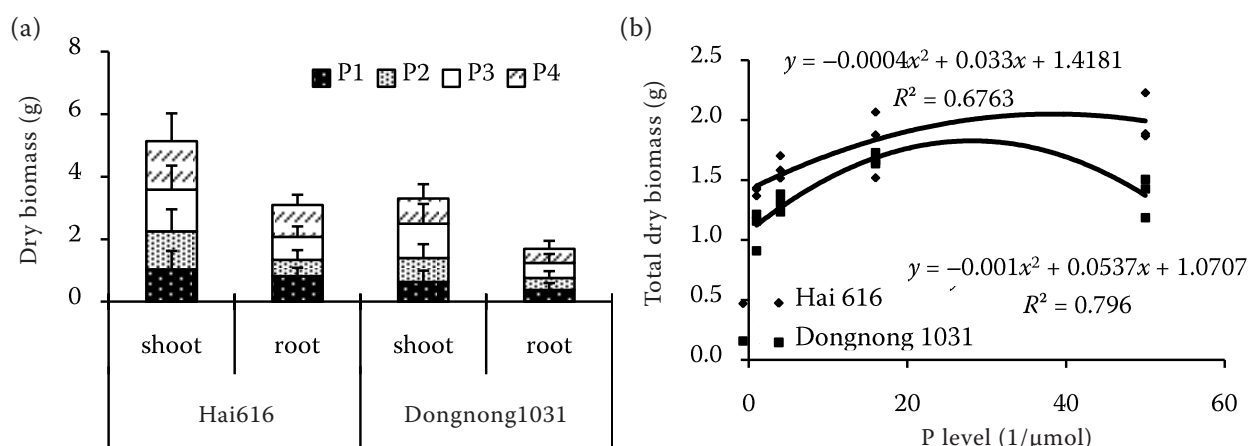 (a)
8
6
4
2
0
Dry biomass (g)
P1 P2 P3 P4
shoot root shoot root
Hai616 Dongnong1031
(b)
2.5
2.0
1.5
1.0
0.5
0.0
Total dry biomass (g)
y = –0.0004x² + 0.033x + 1.4181
R² = 0.6763
y = –0.001x² + 0.0537x + 1.0707
R² = 0.796
Hai 616
Dongnong 1031
0 20 40 60
P level (1/μmol)